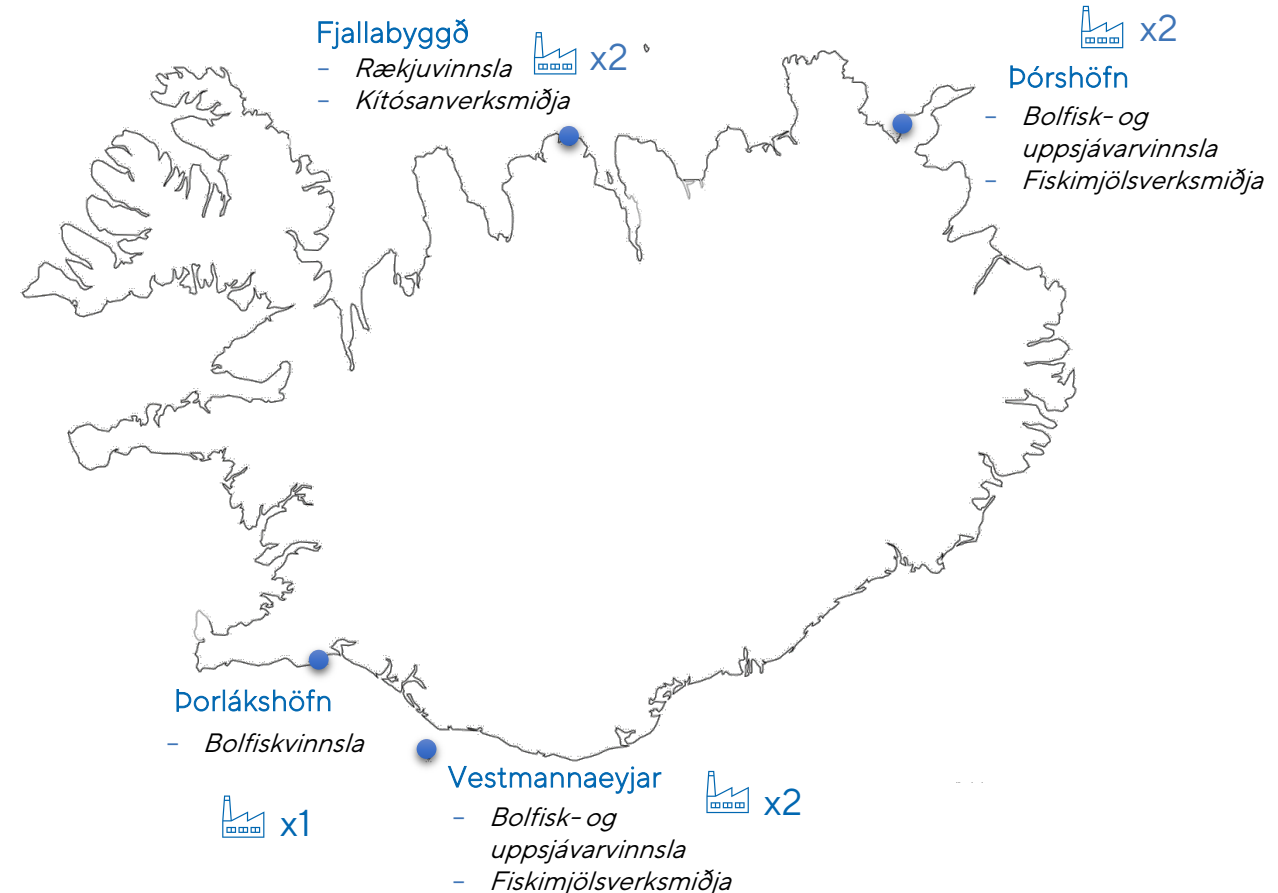 Fjallabyggð
- Rækjuvinnsla
- Kítósanverksmiðja
x2
x2
Þórshöfn
- Bolfisk- og
uppsjávarvinnsla
- Fiskimjölsverksmiðja
Þorlákshöfn
- Bolfiskvinnsla
x1
Vestmannaeyjar
- Bolfisk- og
uppsjávarvinnsla
- Fiskimjölsverksmiðja
x2